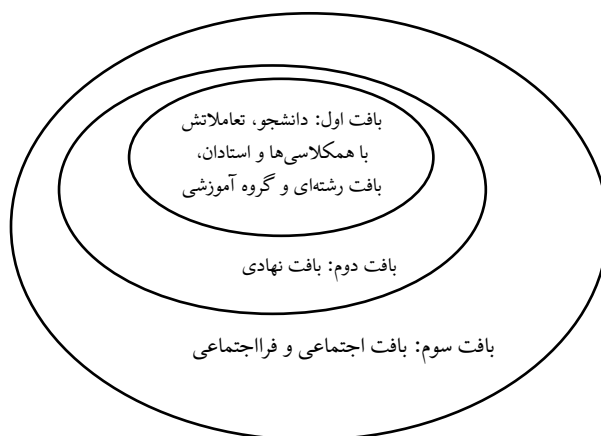 بافت اول: دانشجو، تعاملاتش
با همکلاسی‌ها و استادان،
بافت رشته‌ای و گروه آموزشی
بافت دوم: بافت نهادی
بافت سوم: بافت اجتماعی و فرااجتماعی